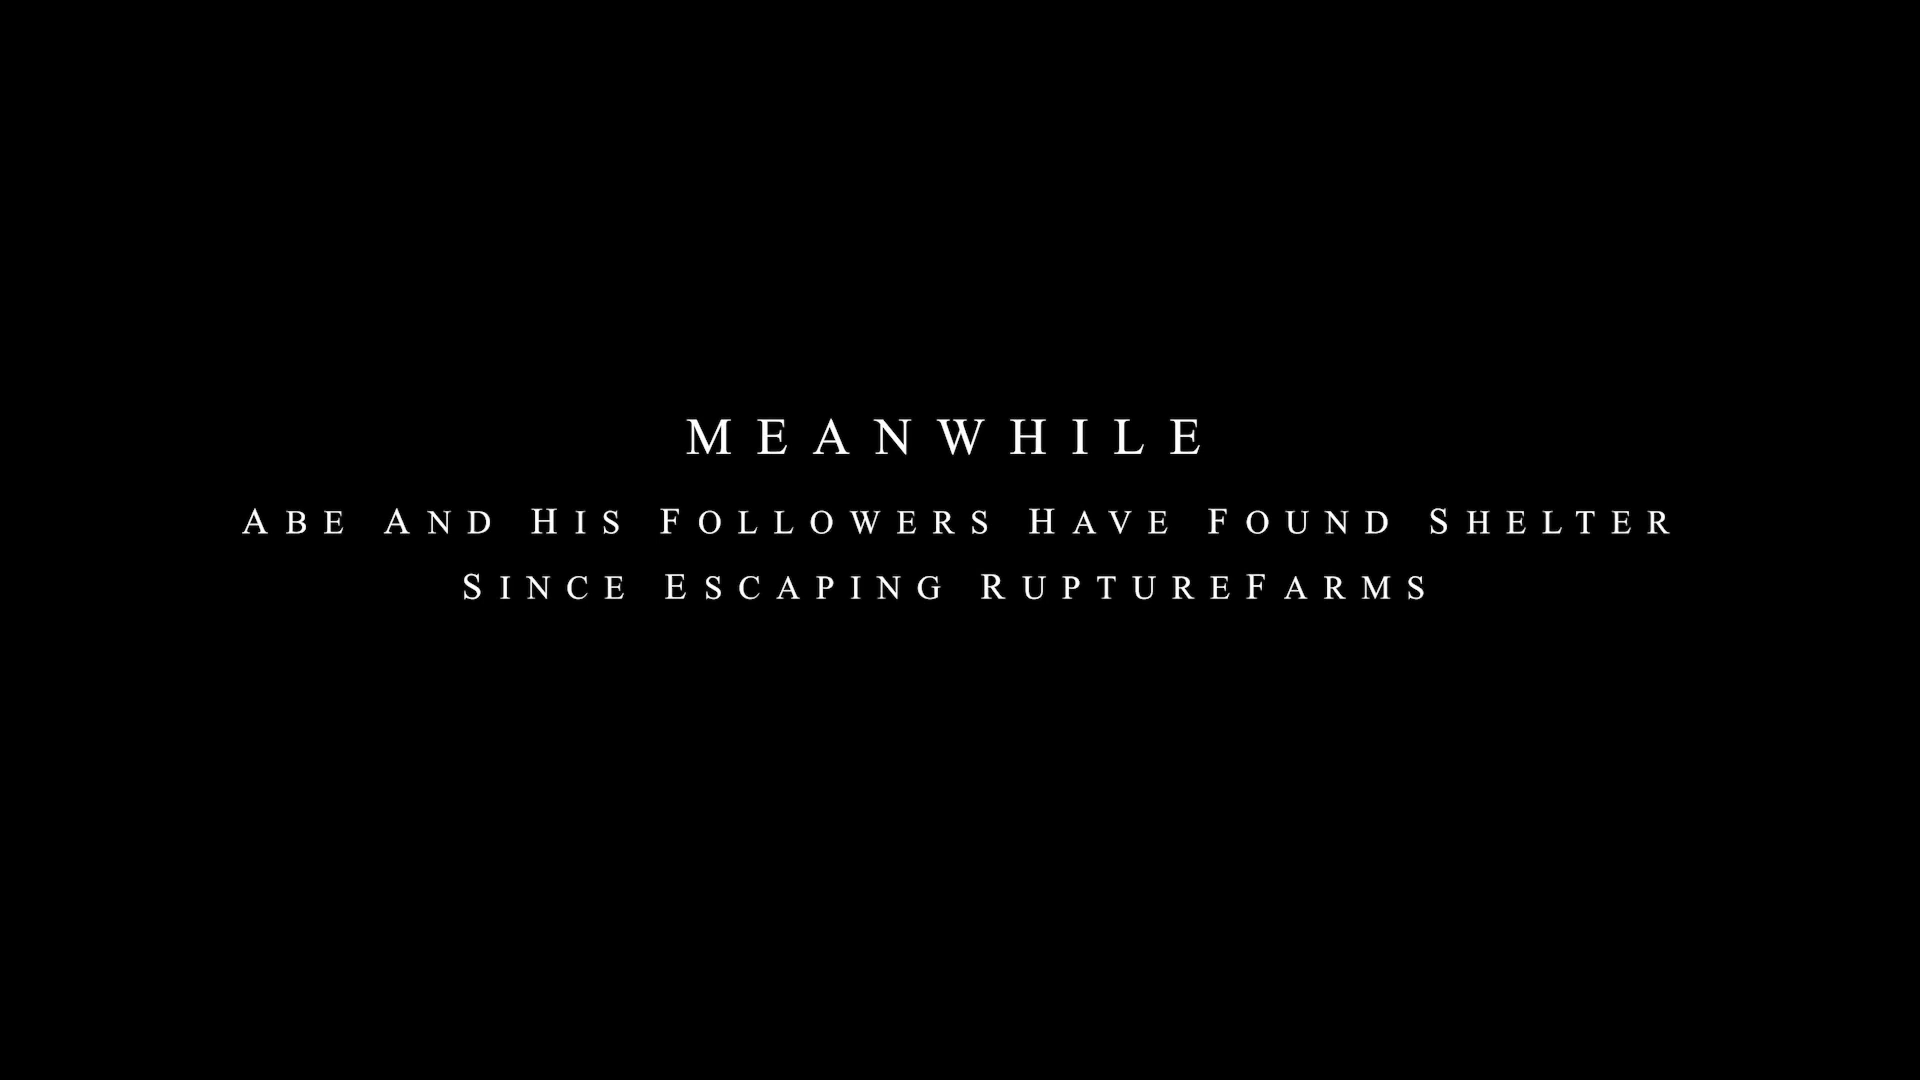 MEANWHILE
ABE AND HIS FOLLOWERS HAVE FOUND SHELTER
SINCE ESCAPING RUPTUREFARMS